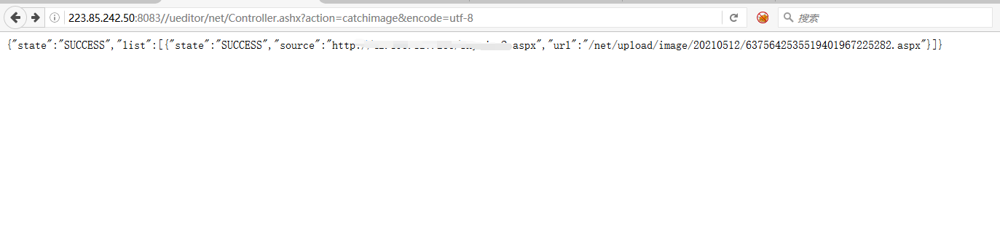 223.85.242.50:8083//ueditor/net/Controller.ashx?action=catchimage&encode=utf-8
搜索
{"state":"SUCCESS","list":[{"state":"SUCCESS","source":"http:/ .aspx","url":"/net/upload/image/20210512/6375642535519401967225282.aspx"}]}